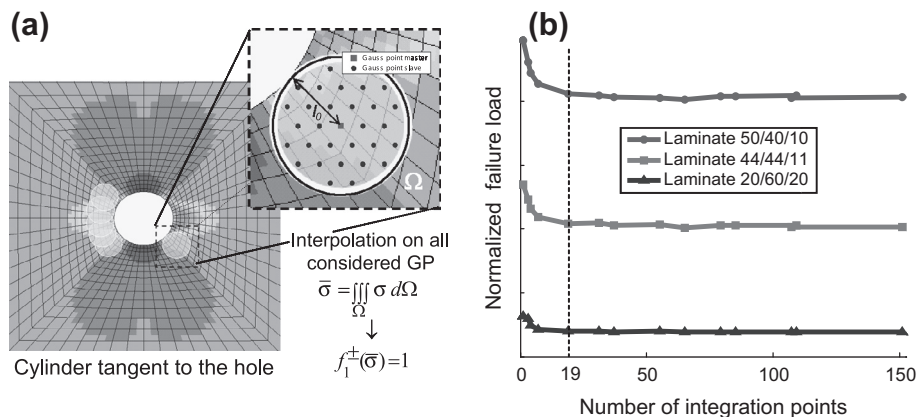 (a)
Gauss point master
Gauss point slave
l0
Ω
Interpolation on all
considered GP
σ̅ = ∭Ω σ dΩ
↓
f₁±(σ̅)=1
Cylinder tangent to the hole
(b)
Normalized failure load
Laminate 50/40/10
Laminate 44/44/11
Laminate 20/60/20
0 19 50 100 150
Number of integration points